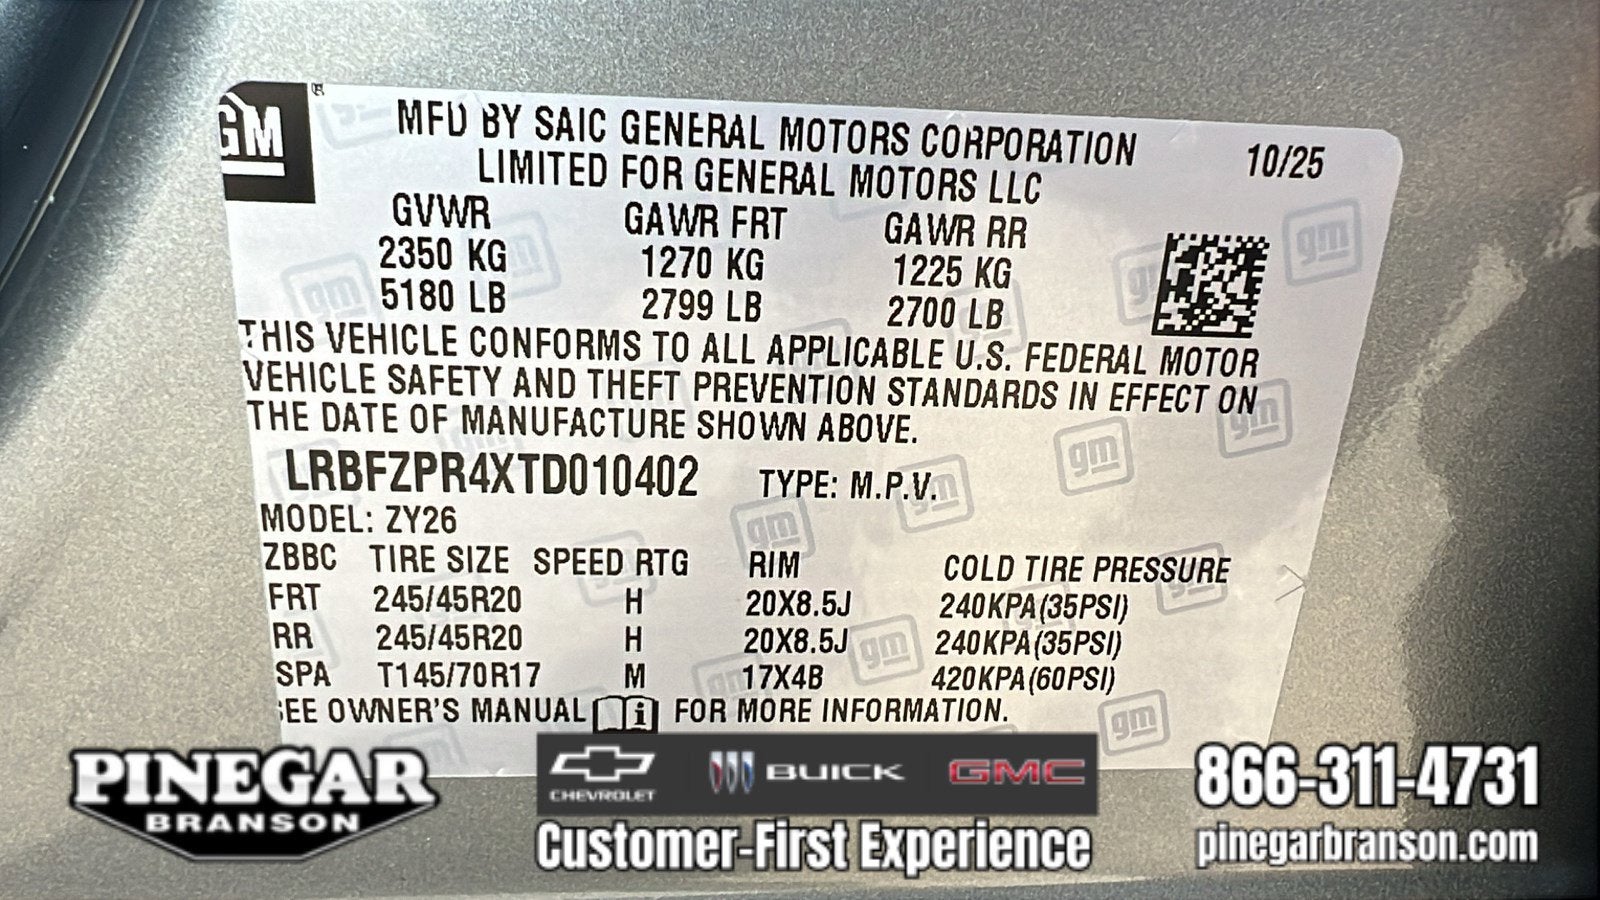 GM
MFD BY SAIC GENERAL MOTORS CORPORATION
LIMITED FOR GENERAL MOTORS LLC
10/25
GVWR GAWR FRT GAWR RR
2350 KG 1270 KG 1225 KG
5180 LB 2799 LB 2700 LB
THIS VEHICLE CONFORMS TO ALL APPLICABLE U.S. FEDERAL MOTOR
VEHICLE SAFETY AND THEFT PREVENTION STANDARDS IN EFFECT ON
THE DATE OF MANUFACTURE SHOWN ABOVE.
LRBFZPR4XTD010402 TYPE: M.P.V.
MODEL: ZY26
ZBBC TIRE SIZE SPEED RTG RIM COLD TIRE PRESSURE
FRT 245/45R20 H 20X8.5J 240KPA(35PSI)
RR 245/45R20 H 20X8.5J 240KPA(35PSI)
SPA T145/70R17 M 17X4B 420KPA(60PSI)
SEE OWNER'S MANUAL i FOR MORE INFORMATION.
PINEGAR
BRANSON
CHEVROLET BUICK GMC
Customer-First Experience
866-311-4731
pinegarbranson.com